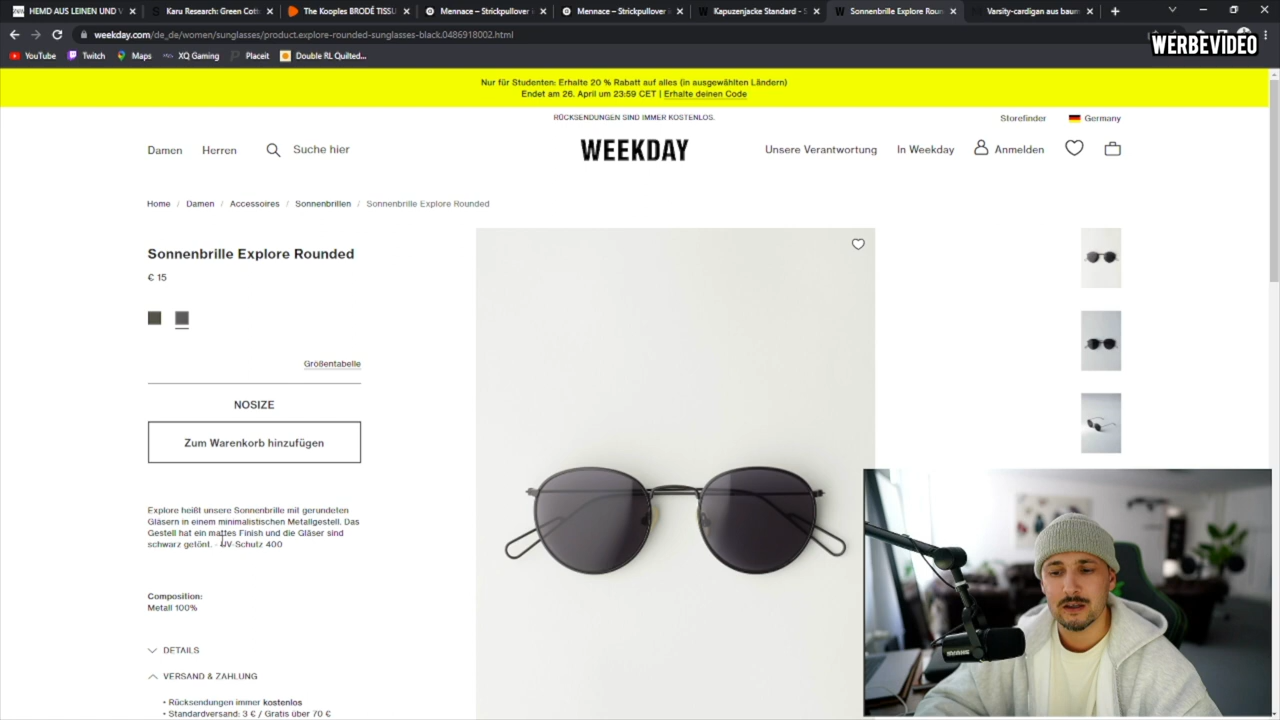 HEMD AUS LEINEN UND V
Karu Research: Green Cott
The Kooples BRODÉ TISSU
Mennace – Strickpullover i
Mennace – Strickpullover i
Kapuzenjacke Standard - S
Sonnenbrille Explore Roun
Varsity-cardigan aus baum
weekday.com/de_de/women/sunglasses/product.explore-rounded-sunglasses-black.0486918002.html
WERBEVIDEO
YouTube
Twitch
Maps
XQ Gaming
Placeit
Double RL Quilted...
Nur für Studenten: Erhalte 20 % Rabatt auf alles (in ausgewählten Ländern)
Endet am 26. April um 23:59 CET | Erhalte deinen Code
RÜCKSENDUNGEN SIND IMMER KOSTENLOS.
Storefinder
Germany
Damen
Herren
Suche hier
WEEKDAY
Unsere Verantwortung
In Weekday
Anmelden
Home / Damen / Accessoires / Sonnenbrillen / Sonnenbrille Explore Rounded
Sonnenbrille Explore Rounded
€ 15
Größentabelle
NOSIZE
Zum Warenkorb hinzufügen
Explore heißt unsere Sonnenbrille mit gerundeten
Gläsern in einem minimalistischen Metallgestell. Das
Gestell hat ein mattes Finish und die Gläser sind
schwarz getönt. - UV-Schutz 400
Composition:
Metall 100%
DETAILS
VERSAND & ZAHLUNG
• Rücksendungen immer kostenlos
• Standardversand: 3 € / Gratis über 70 €